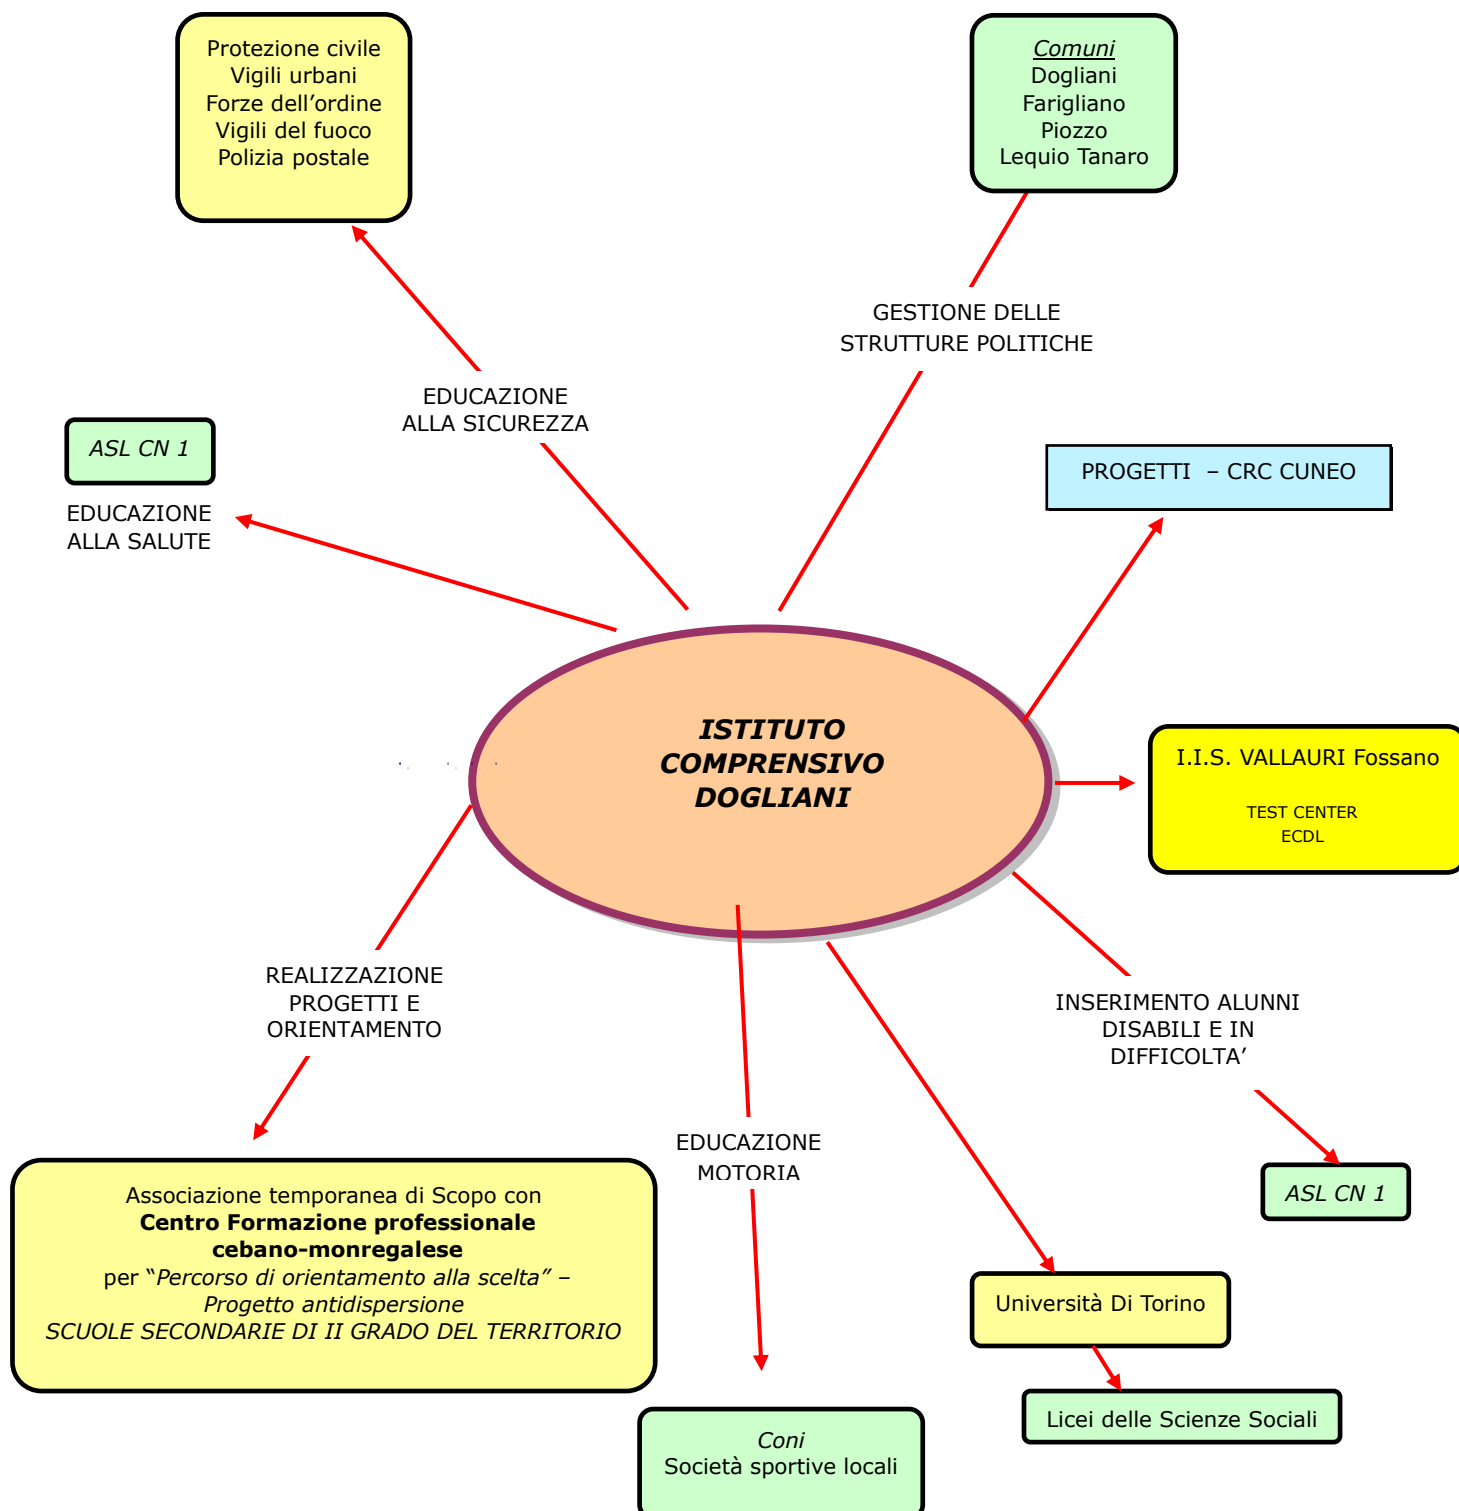 Protezione civile
Vigili urbani
Forze dell’ordine
Vigili del fuoco
Polizia postale
Comuni
Dogliani
Farigliano
Piozzo
Lequio Tanaro
GESTIONE DELLE
STRUTTURE POLITICHE
EDUCAZIONE
ALLA SICUREZZA
ASL CN 1
EDUCAZIONE
ALLA SALUTE
PROGETTI – CRC CUNEO
ISTITUTO
COMPRENSIVO
DOGLIANI
I.I.S. VALLAURI Fossano
TEST CENTER
ECDL
REALIZZAZIONE
PROGETTI E
ORIENTAMENTO
INSERIMENTO ALUNNI
DISABILI E IN
DIFFICOLTA’
EDUCAZIONE
MOTORIA
ASL CN 1
Associazione temporanea di Scopo con
Centro Formazione professionale
cebano-monregalese
per “Percorso di orientamento alla scelta” –
Progetto antidispersione
SCUOLE SECONDARIE DI II GRADO DEL TERRITORIO
Università Di Torino
Licei delle Scienze Sociali
Coni
Società sportive locali